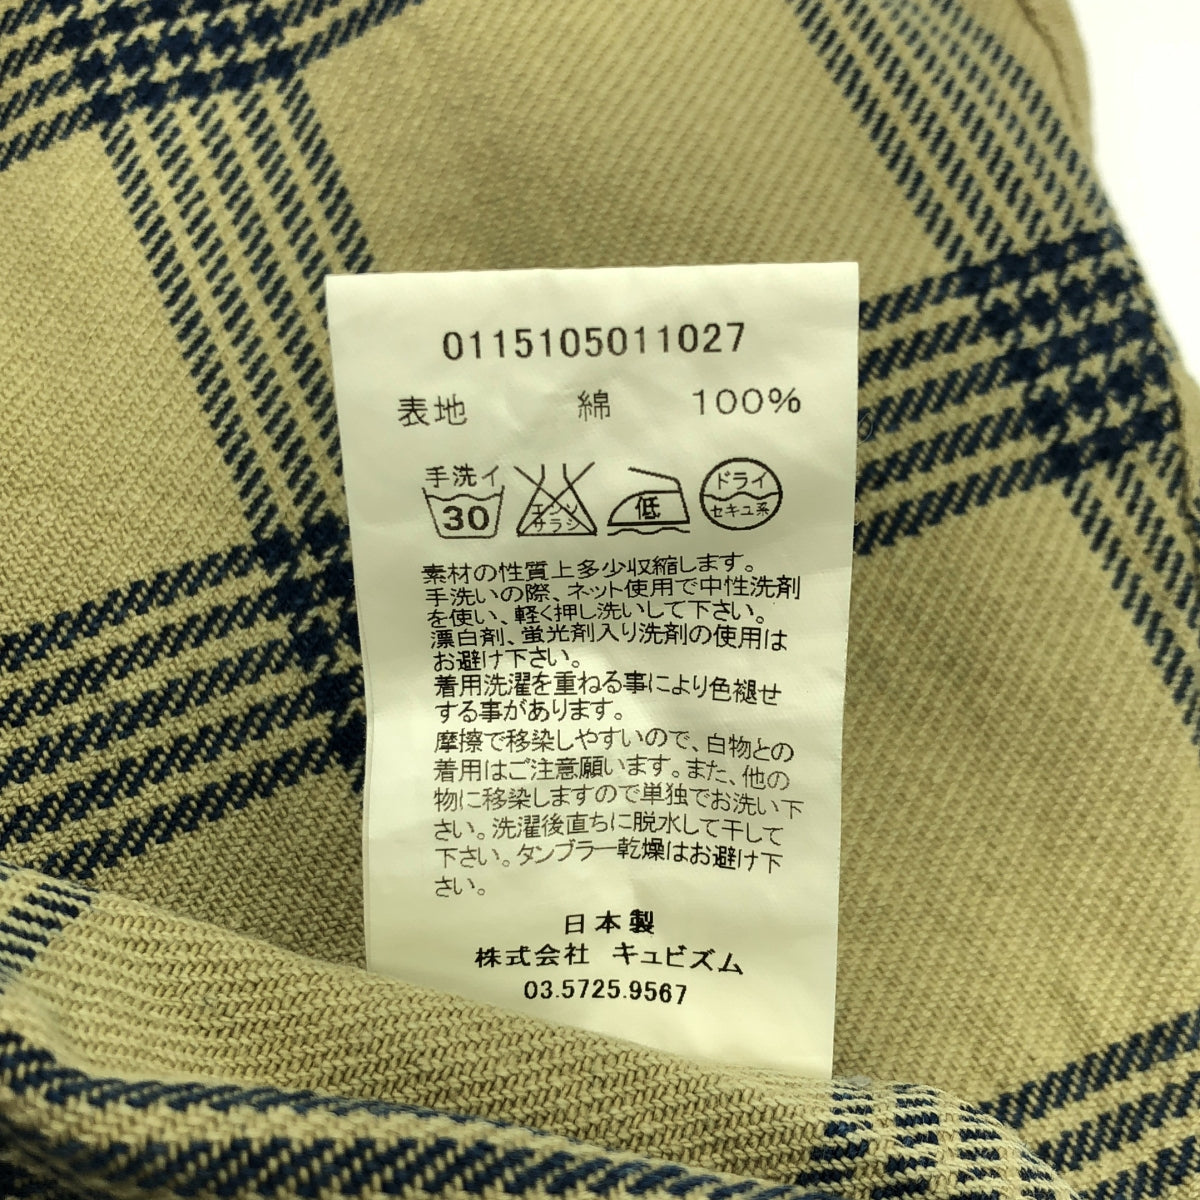 0115105011027
表地 綿 100%
手洗イ
30 エンソ サラシ 低 ドライ セキユ系
素材の性質上多少収縮します。
手洗いの際、ネット使用で中性洗剤
を使い、軽く押し洗いして下さい。
漂白剤、蛍光剤入り洗剤の使用は
お避け下さい。
着用洗濯を重ねる事により色褪せ
する事があります。
摩擦で移染しやすいので、白物との
着用はご注意願います。また、他の
物に移染しますので単独でお洗い下
さい。洗濯後直ちに脱水して干して
下さい。タンブラー乾燥はお避け下
さい。
日本製
株式会社 キュビズム
03.5725.9567